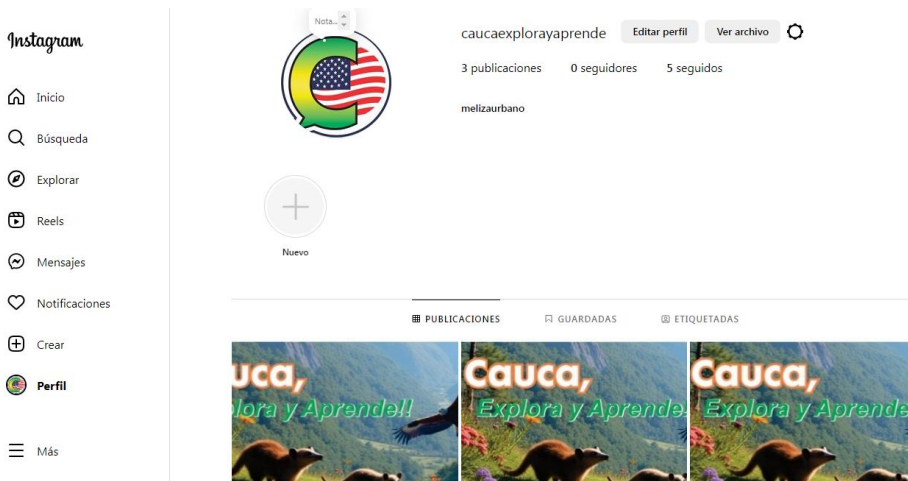 Instagram
Inicio
Búsqueda
Explorar
Reels
Mensajes
Notificaciones
Crear
Perfil
Más
Nota...
caucaexplorayaprende Editar perfil Ver archivo
3 publicaciones 0 seguidores 5 seguidos
melizaurbano
Nuevo
PUBLICACIONES GUARDADAS ETIQUETADAS
uca,
lora y Aprende!!
Cauca,
Explora y Aprende!
Cauca,
Explora y Aprende